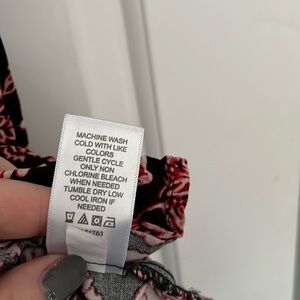 MACHINE WASH
COLD WITH LIKE
COLORS
GENTLE CYCLE
ONLY NON
CHLORINE BLEACH
WHEN NEEDED
TUMBLE DRY LOW
COOL IRON IF
NEEDED